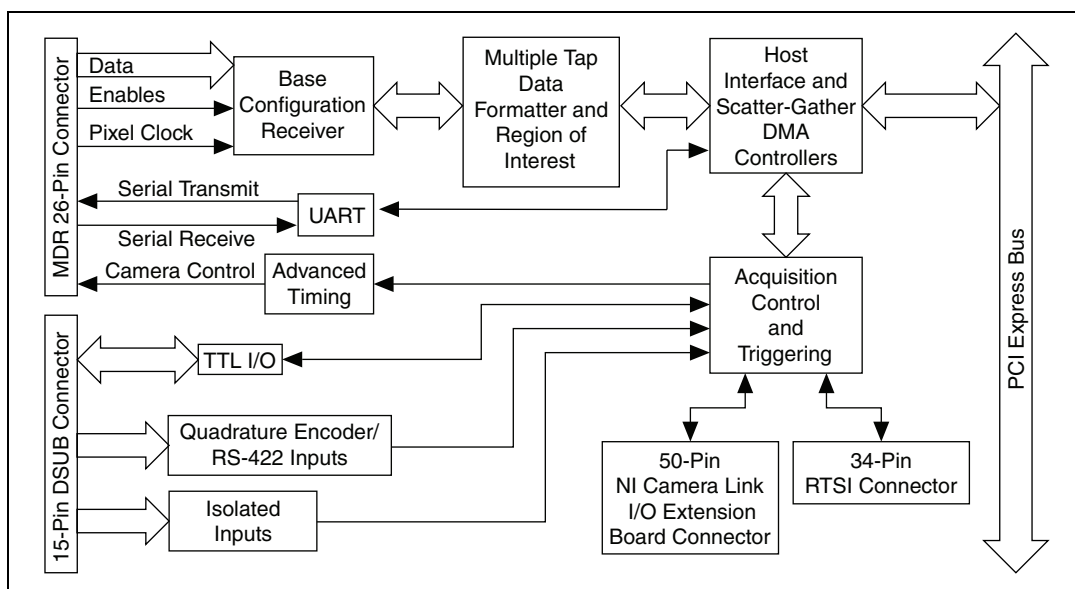 MDR 26-Pin Connector
Data
Enables
Pixel Clock
Base
Configuration
Receiver
Multiple Tap
Data
Formatter and
Region of
Interest
Host
Interface and
Scatter-Gather
DMA
Controllers
Serial Transmit
UART
Serial Receive
Camera Control
Advanced
Timing
Acquisition
Control
and
Triggering
PCI Express Bus
15-Pin DSUB Connector
TTL I/O
Quadrature Encoder/
RS-422 Inputs
Isolated
Inputs
50-Pin
NI Camera Link
I/O Extension
Board Connector
34-Pin
RTSI Connector